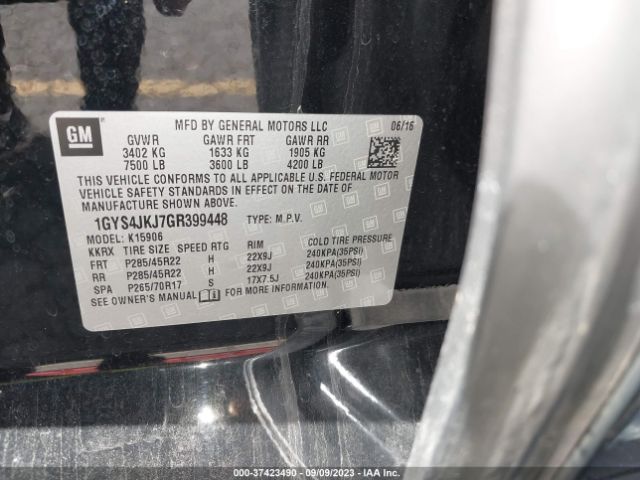 GM
MFD BY GENERAL MOTORS LLC 06/16
GVWR GAWR FRT GAWR RR
3402 KG 1633 KG 1905 KG
7500 LB 3600 LB 4200 LB
THIS VEHICLE CONFORMS TO ALL APPLICABLE U.S. FEDERAL MOTOR
VEHICLE SAFETY STANDARDS IN EFFECT ON THE DATE OF
MANUFACTURE SHOWN ABOVE.
1GYS4JKJ7GR399448 TYPE: M.P.V.
MODEL: K15906
KKRX TIRE SIZE SPEED RTG RIM COLD TIRE PRESSURE
FRT P285/45R22 H 22X9J 240KPA(35PSI)
RR P285/45R22 H 22X9J 240KPA(35PSI)
SPA P265/70R17 S 17X7.5J 240KPA(35PSI)
SEE OWNER'S MANUAL FOR MORE INFORMATION.
000-37423490 - 09/09/2023 - IAA Inc.